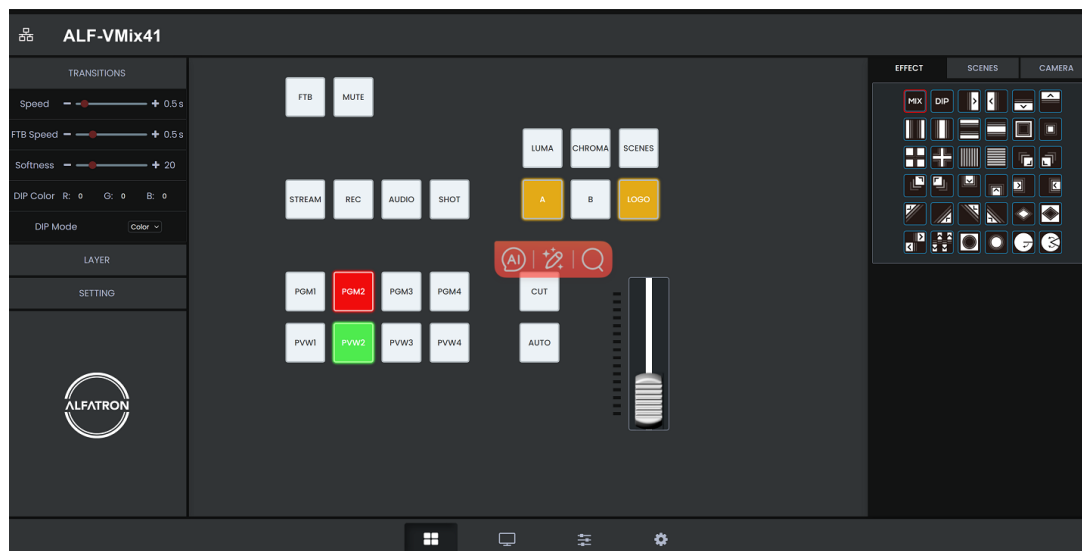 ALF-VMix41
TRANSITIONS
Speed 0.5 s
FTB Speed 0.5 s
Softness 20
DIP Color R: 0 G: 0 B: 0
DIP Mode Color
LAYER
SETTING
ALFATRON
FTB MUTE
LUMA CHROMA SCENES
STREAM REC AUDIO SHOT A B LOGO
AI
PGM1 PGM2 PGM3 PGM4 CUT
PVW1 PVW2 PVW3 PVW4 AUTO
EFFECT SCENES CAMERA
MIX DIP